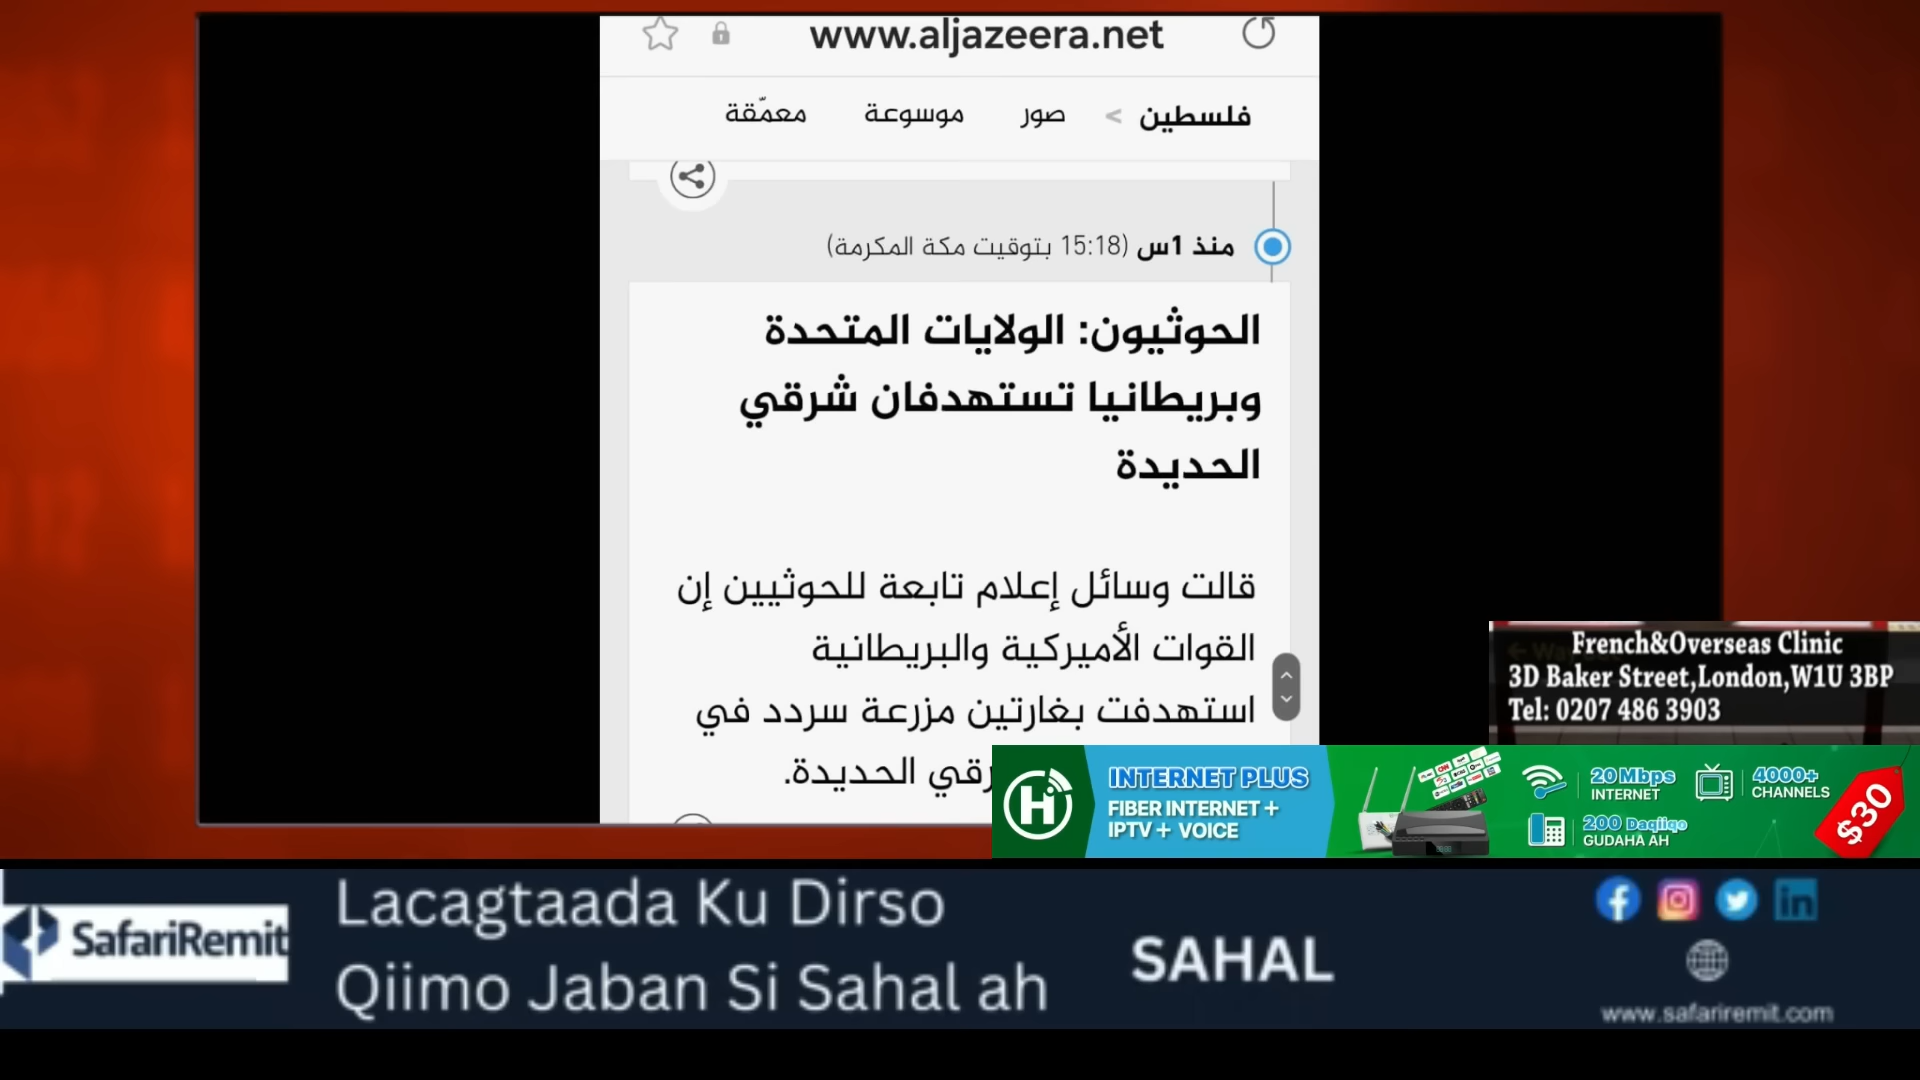 www.aljazeera.net
فلسطين > صور موسوعة معمّقة
منذ 1س (15:18 بتوقيت مكة المكرمة)
الحوثيون: الولايات المتحدة
وبريطانيا تستهدفان شرقي
الحديدة
قالت وسائل إعلام تابعة للحوثيين إن
القوات الأميركية والبريطانية
استهدفت بغارتين مزرعة سردد في
الحديدة.
French&Overseas Clinic
3D Baker Street,London,W1U 3BP
Tel: 0207 486 3903
H
INTERNET PLUS
FIBER INTERNET +
IPTV + VOICE
20 Mbps
INTERNET
4000+
CHANNELS
200 Daqiiqo
GUDAHA AH
$30
SafariRemit
Lacagtaada Ku Dirso
Qiimo Jaban Si Sahal ah
SAHAL
www.safariremit.com